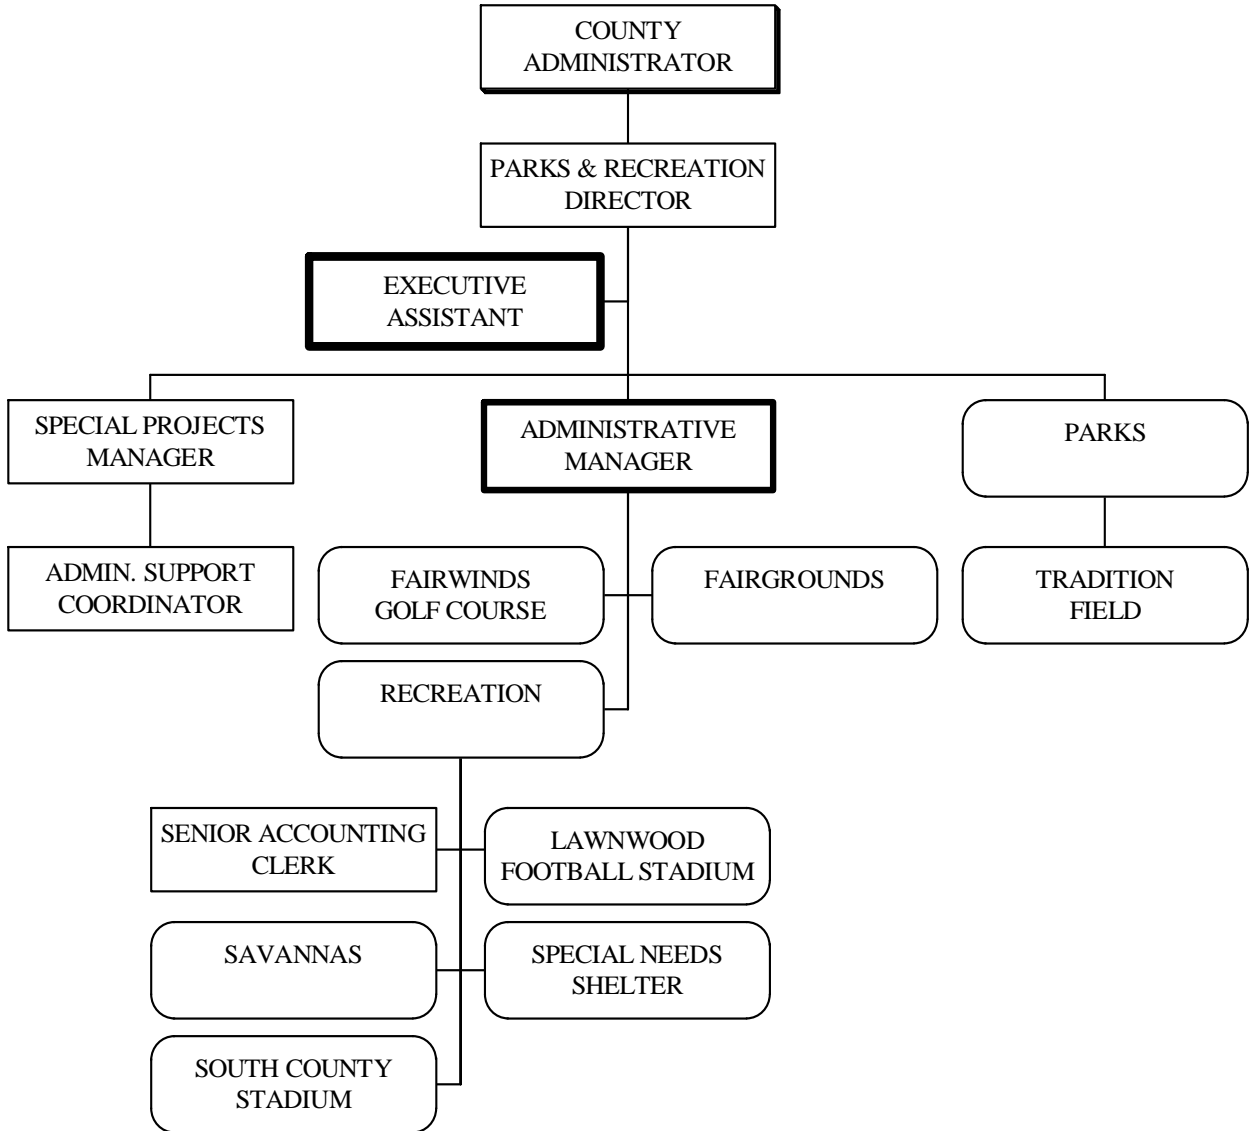 COUNTY
ADMINISTRATOR
PARKS & RECREATION
DIRECTOR
EXECUTIVE
ASSISTANT
SPECIAL PROJECTS
MANAGER
ADMINISTRATIVE
MANAGER
PARKS
ADMIN. SUPPORT
COORDINATOR
FAIRWINDS
GOLF COURSE
FAIRGROUNDS
TRADITION
FIELD
RECREATION
SENIOR ACCOUNTING
CLERK
LAWNWOOD
FOOTBALL STADIUM
SAVANNAS
SPECIAL NEEDS
SHELTER
SOUTH COUNTY
STADIUM